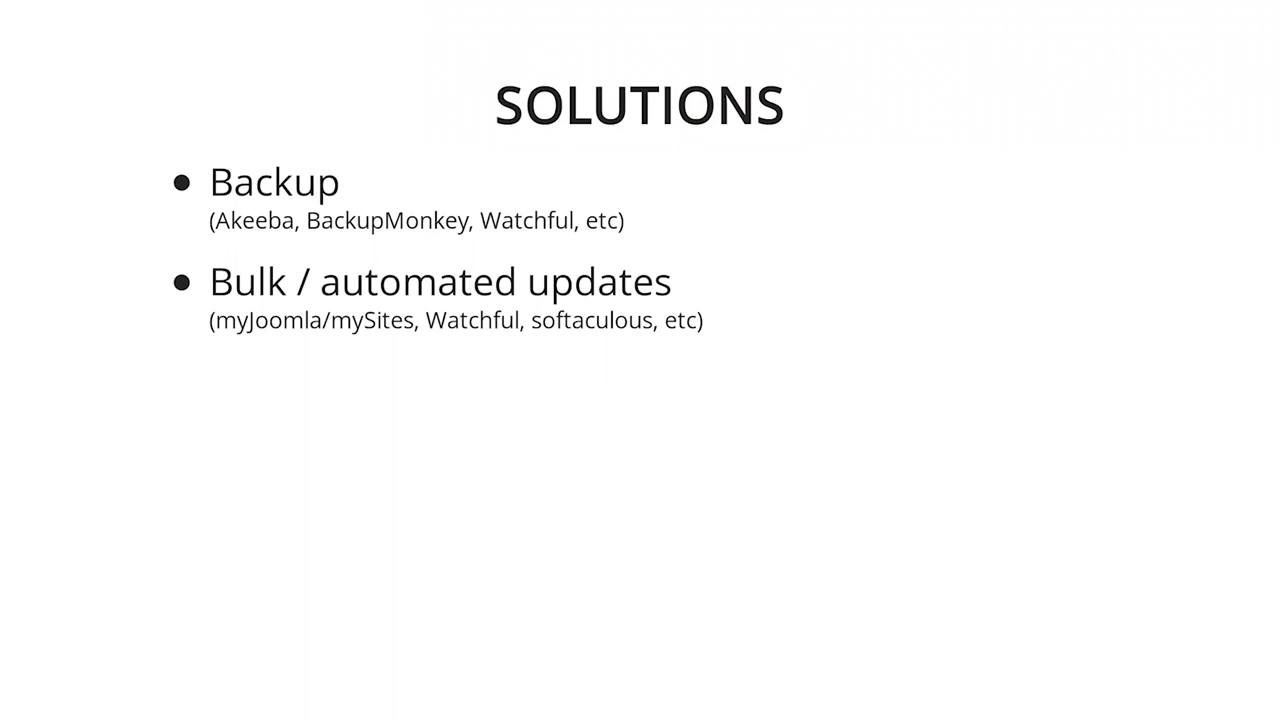 SOLUTIONS
• Backup
(Akeeba, BackupMonkey, Watchful, etc)
• Bulk / automated updates
(myJoomla/mySites, Watchful, softaculous, etc)